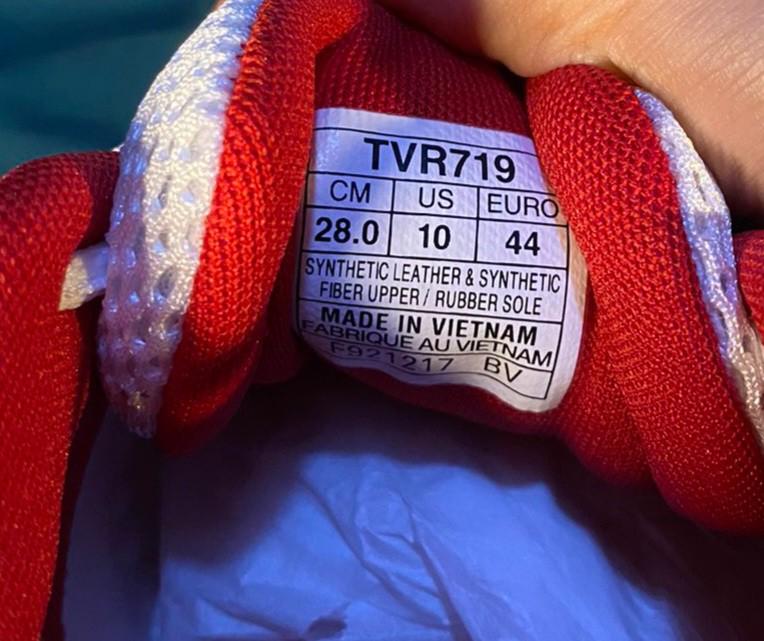 TVR719
CM US EURO
28.0 10 44
SYNTHETIC LEATHER & SYNTHETIC
FIBER UPPER / RUBBER SOLE
MADE IN VIETNAM
FABRIQUE AU VIETNAM
F921217 BV